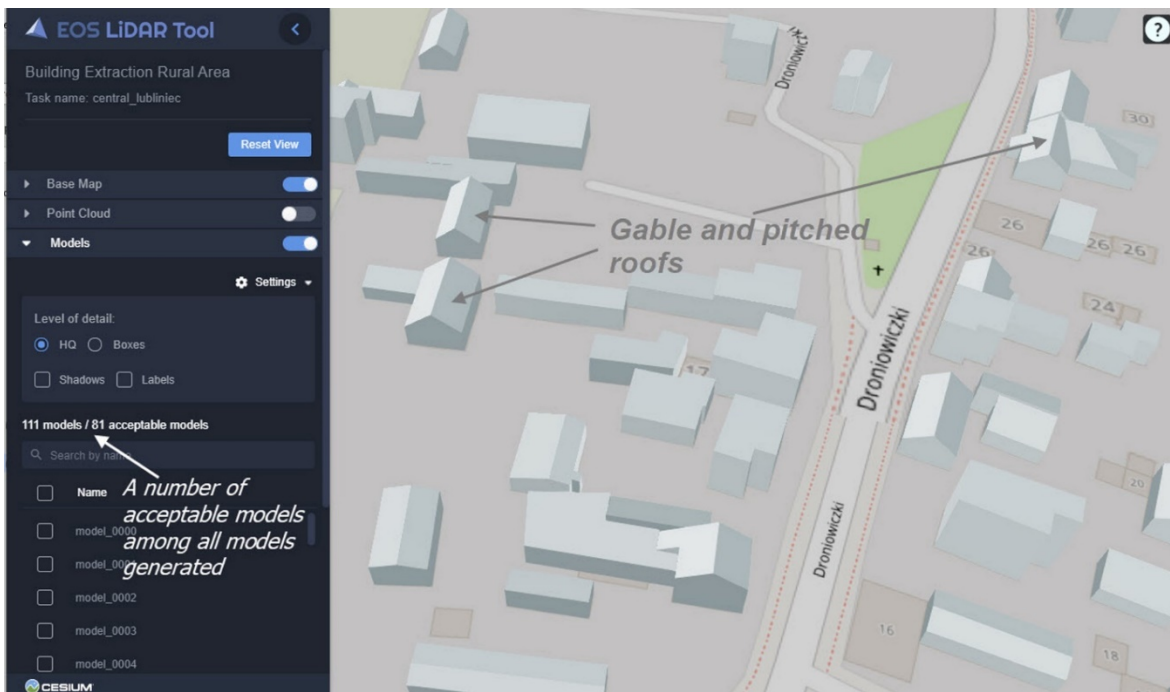 EOS LiDAR Tool
Building Extraction Rural Area
Task name: central_lubliniec
Reset View
Base Map
Point Cloud
Models
Settings
Level of detail:
HQ
Boxes
Shadows
Labels
111 models / 81 acceptable models
Search by name
Name
A number of
acceptable models
among all models
generated
model_0000
model_0002
model_0003
model_0004
CESIUM
?
Droniowiczki
Gable and pitched
roofs
30
26
26
26 26
24
17
Droniowiczki
20
Droniowiczki
16
18